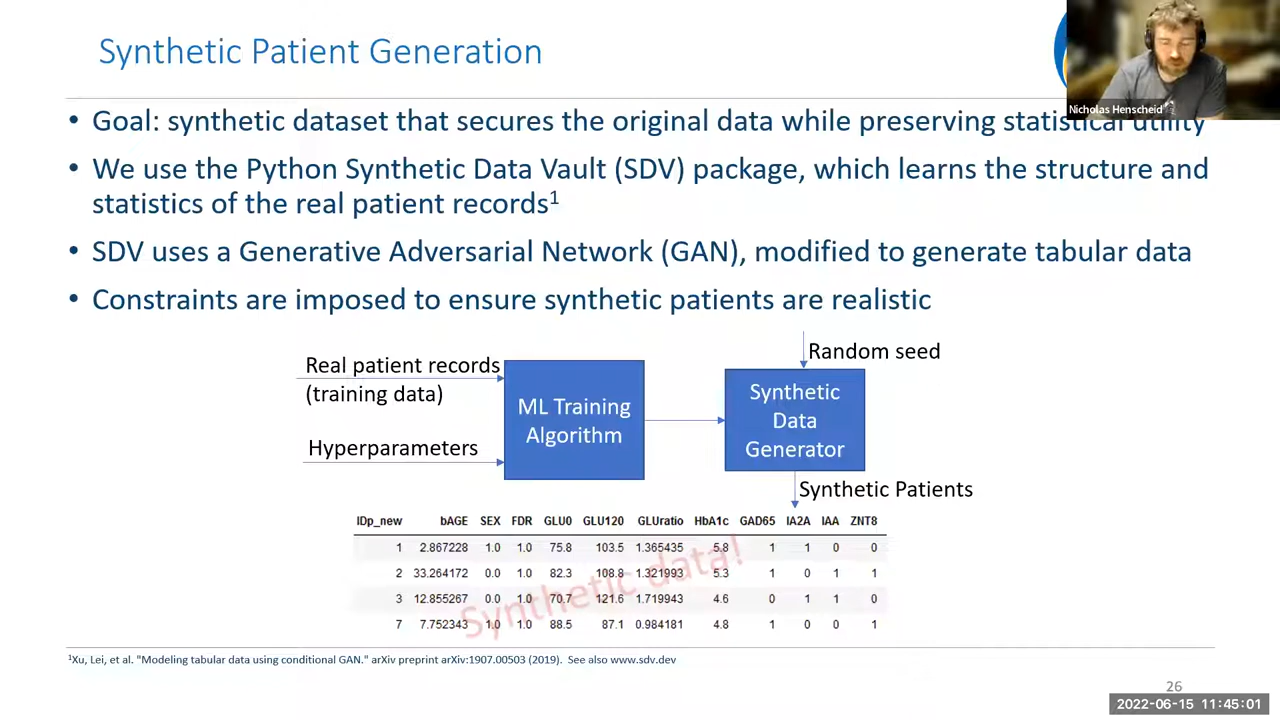 Synthetic Patient Generation
Nicholas Henscheid
• Goal: synthetic dataset that secures the original data while preserving statistical utility
• We use the Python Synthetic Data Vault (SDV) package, which learns the structure and
statistics of the real patient records1
• SDV uses a Generative Adversarial Network (GAN), modified to generate tabular data
• Constraints are imposed to ensure synthetic patients are realistic
Real patient records
(training data)
Hyperparameters
ML Training
Algorithm
Random seed
Synthetic
Data
Generator
Synthetic Patients
IDp_new bAGE SEX FDR GLU0 GLU120 GLUratio HbA1c GAD65 IA2A IAA ZNT8
1 2.867228 1.0 1.0 75.8 103.5 1.365435 5.8 1 1 0 0
2 33.264172 0.0 1.0 82.3 108.8 1.321993 5.3 1 0 1 1
3 12.855267 0.0 1.0 70.7 121.6 1.719943 4.6 0 1 1 0
7 7.752343 1.0 1.0 88.5 87.1 0.984181 4.8 1 0 0 1
Synthetic data!
1Xu, Lei, et al. "Modeling tabular data using conditional GAN." arXiv preprint arXiv:1907.00503 (2019). See also www.sdv.dev
26
2022-06-15 11:45:01